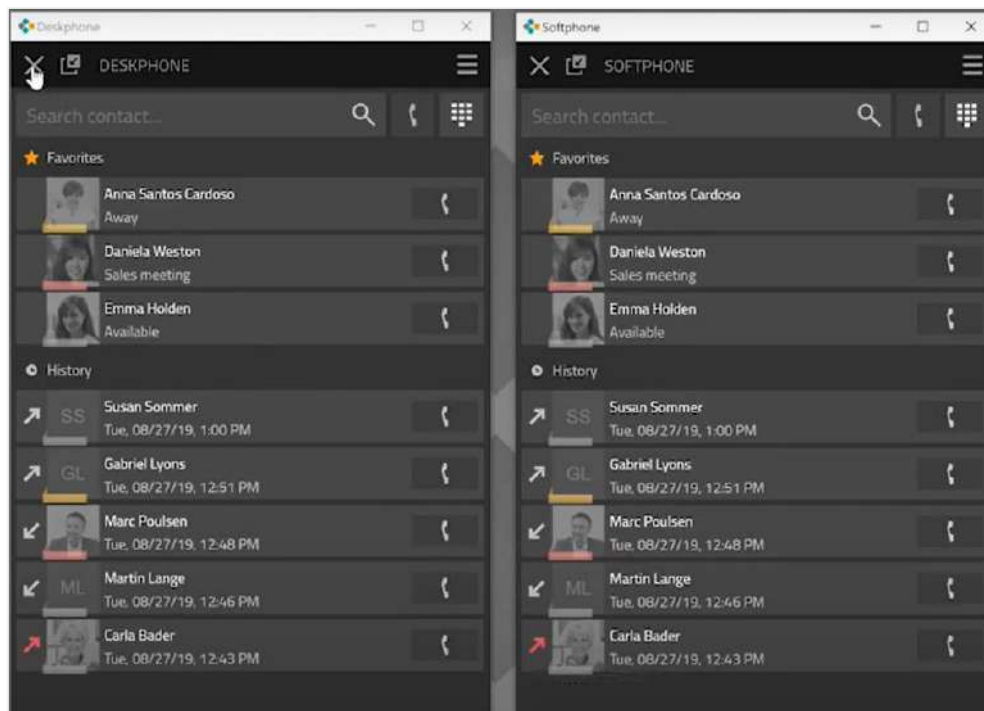 Deskphone
DESKPHONE
Search contact...
Favorites
Anna Santos Cardoso
Away
Daniela Weston
Sales meeting
Emma Holden
Available
History
SS
Susan Sommer
Tue, 08/27/19, 1:00 PM
GL
Gabriel Lyons
Tue, 08/27/19, 12:51 PM
Marc Poulsen
Tue, 08/27/19, 12:48 PM
ML
Martin Lange
Tue, 08/27/19, 12:46 PM
Carla Bader
Tue, 08/27/19, 12:43 PM
Softphone
SOFTPHONE
Search contact...
Favorites
Anna Santos Cardoso
Away
Daniela Weston
Sales meeting
Emma Holden
Available
History
SS
Susan Sommer
Tue, 08/27/19, 1:00 PM
GL
Gabriel Lyons
Tue, 08/27/19, 12:51 PM
Marc Poulsen
Tue, 08/27/19, 12:48 PM
ML
Martin Lange
Tue, 08/27/19, 12:46 PM
Carla Bader
Tue, 08/27/19, 12:43 PM